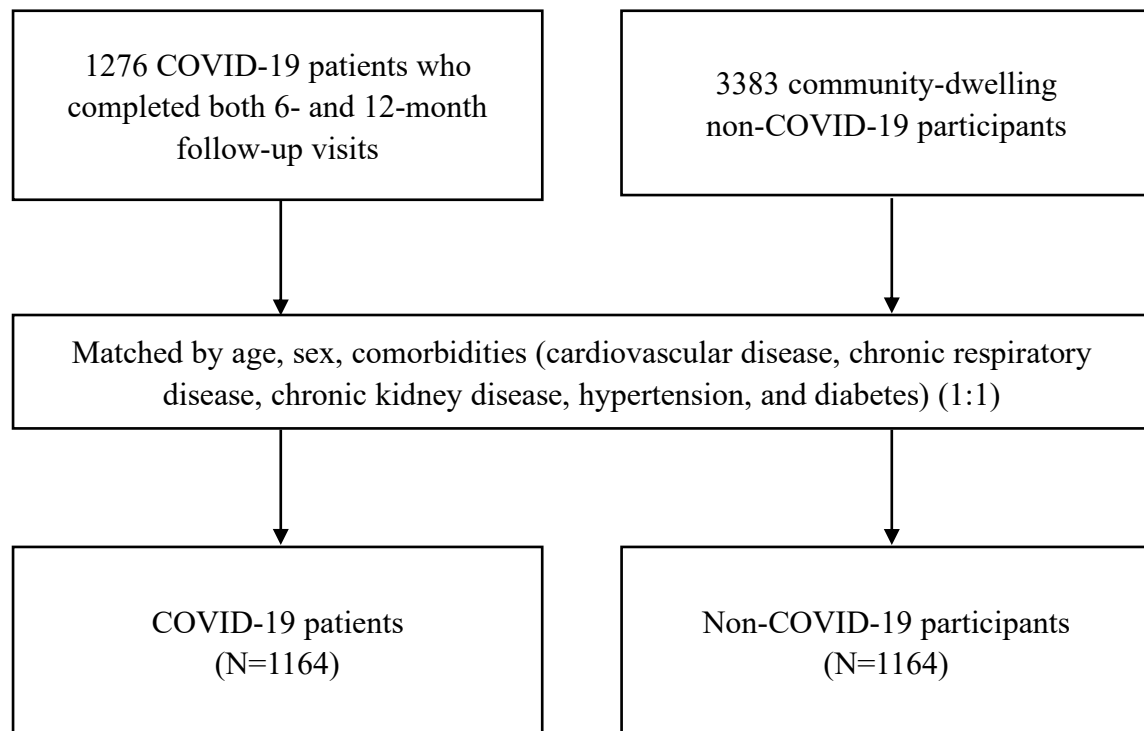 1276 COVID-19 patients who
completed both 6- and 12-month
follow-up visits
3383 community-dwelling
non-COVID-19 participants
Matched by age, sex, comorbidities (cardiovascular disease, chronic respiratory
disease, chronic kidney disease, hypertension, and diabetes) (1:1)
COVID-19 patients
(N=1164)
Non-COVID-19 participants
(N=1164)